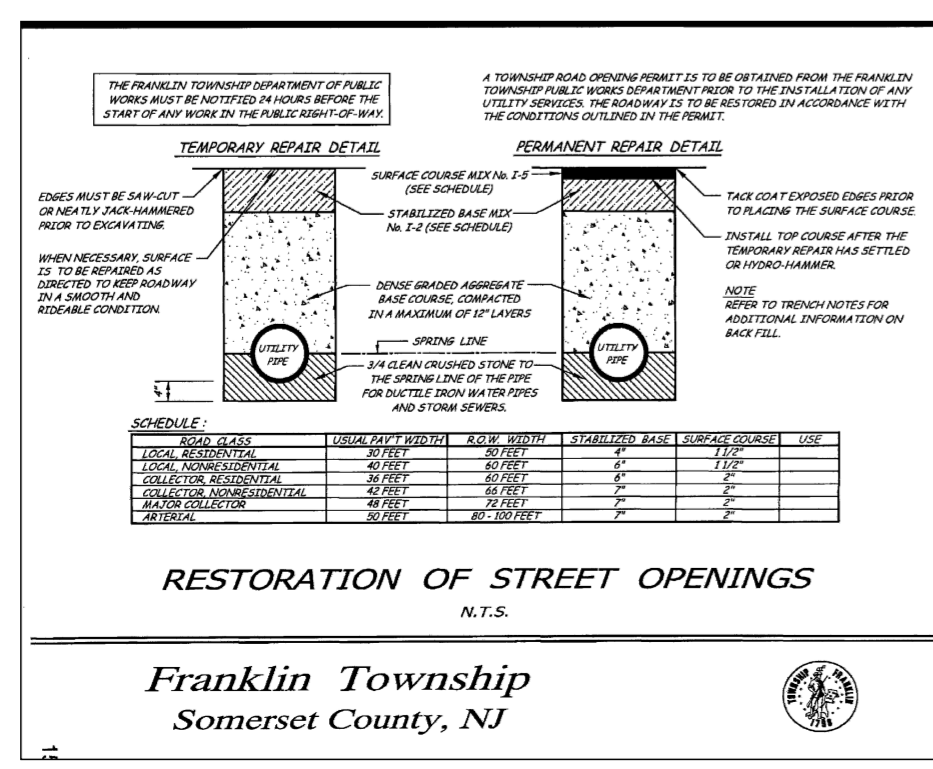 THE FRANKLIN TOWNSHIP DEPARTMENT OF PUBLIC
WORKS MUST BE NOTIFIED 24 HOURS BEFORE THE
START OF ANY WORK IN THE PUBLIC RIGHT-OF-WAY.
A TOWNSHIP ROAD OPENING PERMIT IS TO BE OBTAINED FROM THE FRANKLIN
TOWNSHIP PUBLIC WORKS DEPARTMENT PRIOR TO THE INSTALLATION OF ANY
UTILITY SERVICES. THE ROADWAY IS TO BE RESTORED IN ACCORDANCE WITH
THE CONDITIONS OUTLINED IN THE PERMIT.
TEMPORARY REPAIR DETAIL
PERMANENT REPAIR DETAIL
EDGES MUST BE SAW-CUT
OR NEATLY JACK-HAMMERED
PRIOR TO EXCAVATING.
WHEN NECESSARY, SURFACE
IS TO BE REPAIRED AS
DIRECTED TO KEEP ROADWAY
IN A SMOOTH AND
RIDEABLE CONDITION.
SURFACE COURSE MIX No. I-5
(SEE SCHEDULE)
STABILIZED BASE MIX
No. I-2 (SEE SCHEDULE)
DENSE GRADED AGGREGATE
BASE COURSE, COMPACTED
IN A MAXIMUM OF 12" LAYERS
SPRING LINE
3/4 CLEAN CRUSHED STONE TO
THE SPRING LINE OF THE PIPE
FOR DUCTILE IRON WATER PIPES
AND STORM SEWERS.
UTILITY
PIPE
4"
UTILITY
PIPE
TACK COAT EXPOSED EDGES PRIOR
TO PLACING THE SURFACE COURSE.
INSTALL TOP COURSE AFTER THE
TEMPORARY REPAIR HAS SETTLED
OR HYDRO-HAMMER.
NOTE
REFER TO TRENCH NOTES FOR
ADDITIONAL INFORMATION ON
BACK FILL.
SCHEDULE :
ROAD CLASS USUAL PAV'T WIDTH R.O.W. WIDTH STABILIZED BASE SURFACE COURSE USE
LOCAL, RESIDENTIAL 30 FEET 50 FEET 4" 1 1/2"
LOCAL, NONRESIDENTIAL 40 FEET 60 FEET 6" 1 1/2"
COLLECTOR, RESIDENTIAL 36 FEET 60 FEET 6" 2"
COLLECTOR, NONRESIDENTIAL 42 FEET 66 FEET 7" 2"
MAJOR COLLECTOR 48 FEET 72 FEET 7" 2"
ARTERIAL 50 FEET 80 - 100 FEET 7" 2"
RESTORATION OF STREET OPENINGS
N.T.S.
Franklin Township
Somerset County, NJ
TOWNSHIP FRANKLIN